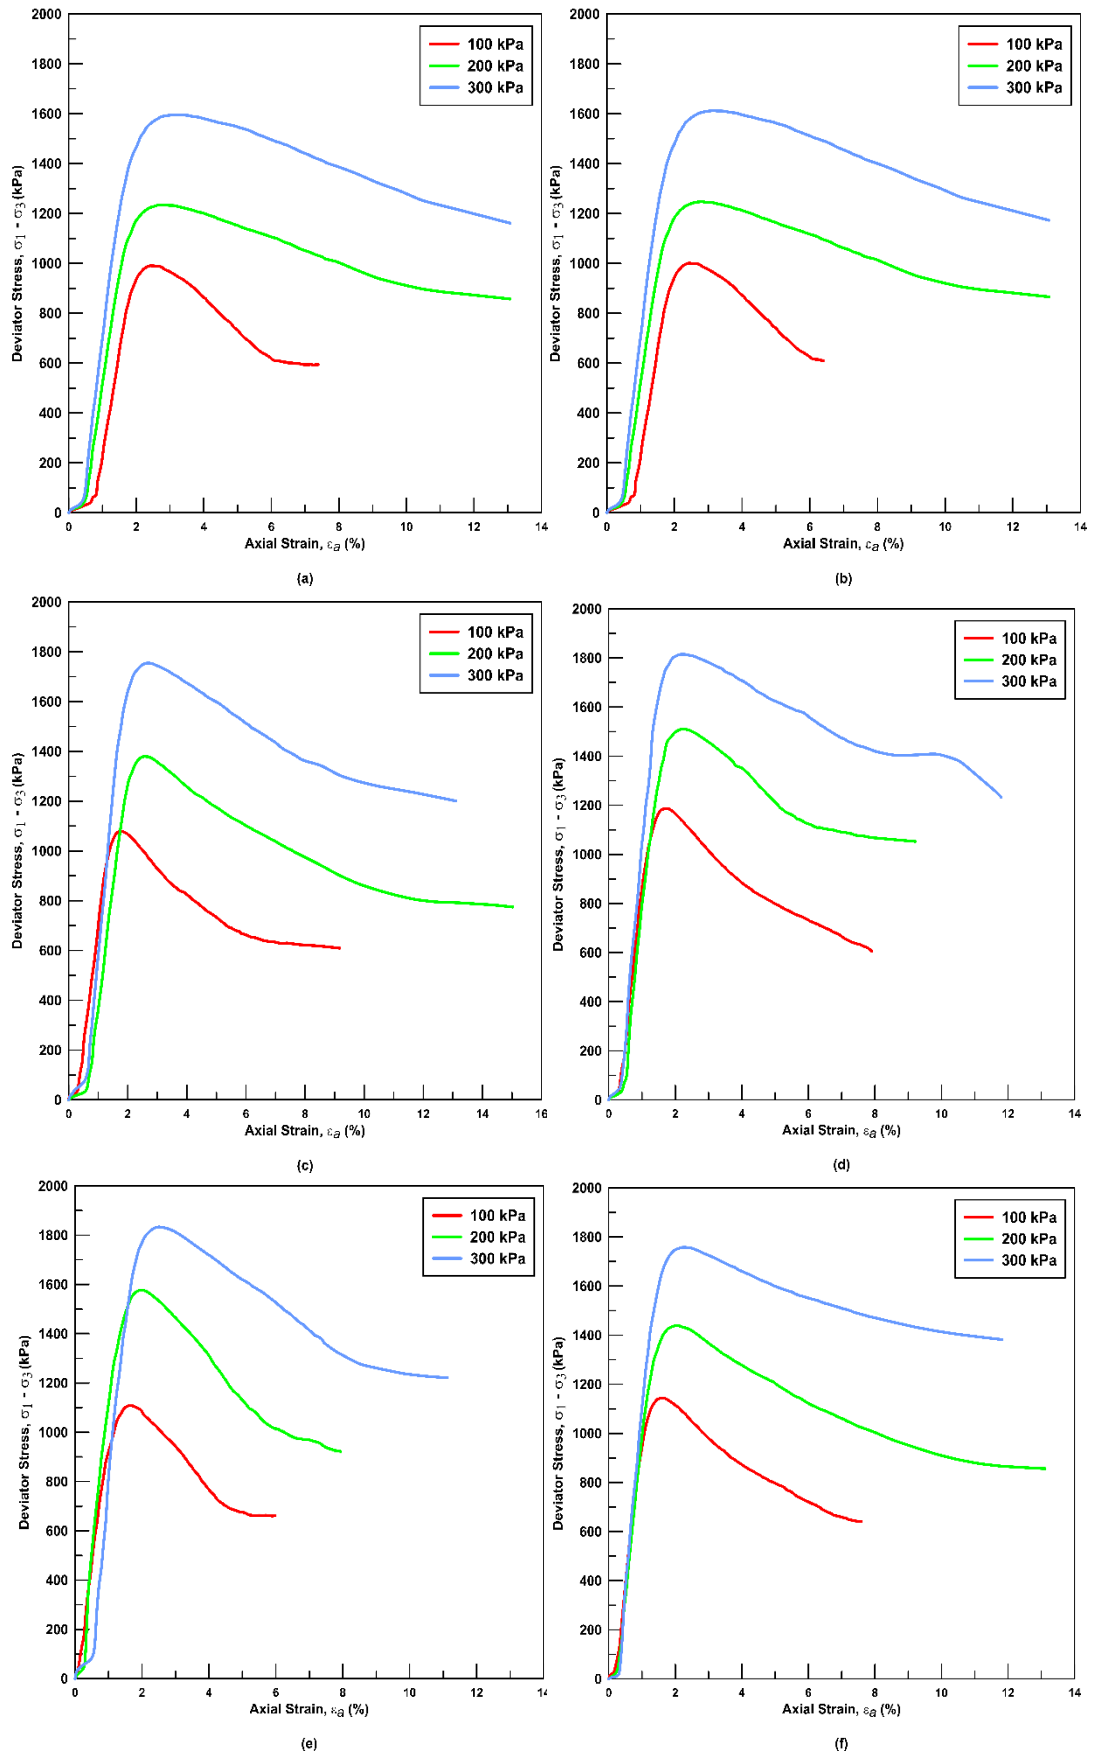 2000
1800
1600
1400
1200
1000
800
600
400
200
0
Deviator Stress, σ1 - σ3 (kPa)
100 kPa
200 kPa
300 kPa
0 2 4 6 8 10 12 14
Axial Strain, εa (%)
(a)
2000
1800
1600
1400
1200
1000
800
600
400
200
0
Deviator Stress, σ1 - σ3 (kPa)
100 kPa
200 kPa
300 kPa
0 2 4 6 8 10 12 14
Axial Strain, εa (%)
(b)
2000
1800
1600
1400
1200
1000
800
600
400
200
0
Deviator Stress, σ1 - σ3 (kPa)
100 kPa
200 kPa
300 kPa
0 2 4 6 8 10 12 14 16
Axial Strain, εa (%)
(c)
2000
1800
1600
1400
1200
1000
800
600
400
200
0
Deviator Stress, σ1 - σ3 (kPa)
100 kPa
200 kPa
300 kPa
0 2 4 6 8 10 12 14
Axial Strain, εa (%)
(d)
2000
1800
1600
1400
1200
1000
800
600
400
200
0
Deviator Stress, σ1 - σ3 (kPa)
100 kPa
200 kPa
300 kPa
0 2 4 6 8 10 12 14
Axial Strain, εa (%)
(e)
2000
1800
1600
1400
1200
1000
800
600
400
200
0
Deviator Stress, σ1 - σ3 (kPa)
100 kPa
200 kPa
300 kPa
0 2 4 6 8 10 12 14
Axial Strain, εa (%)
(f)